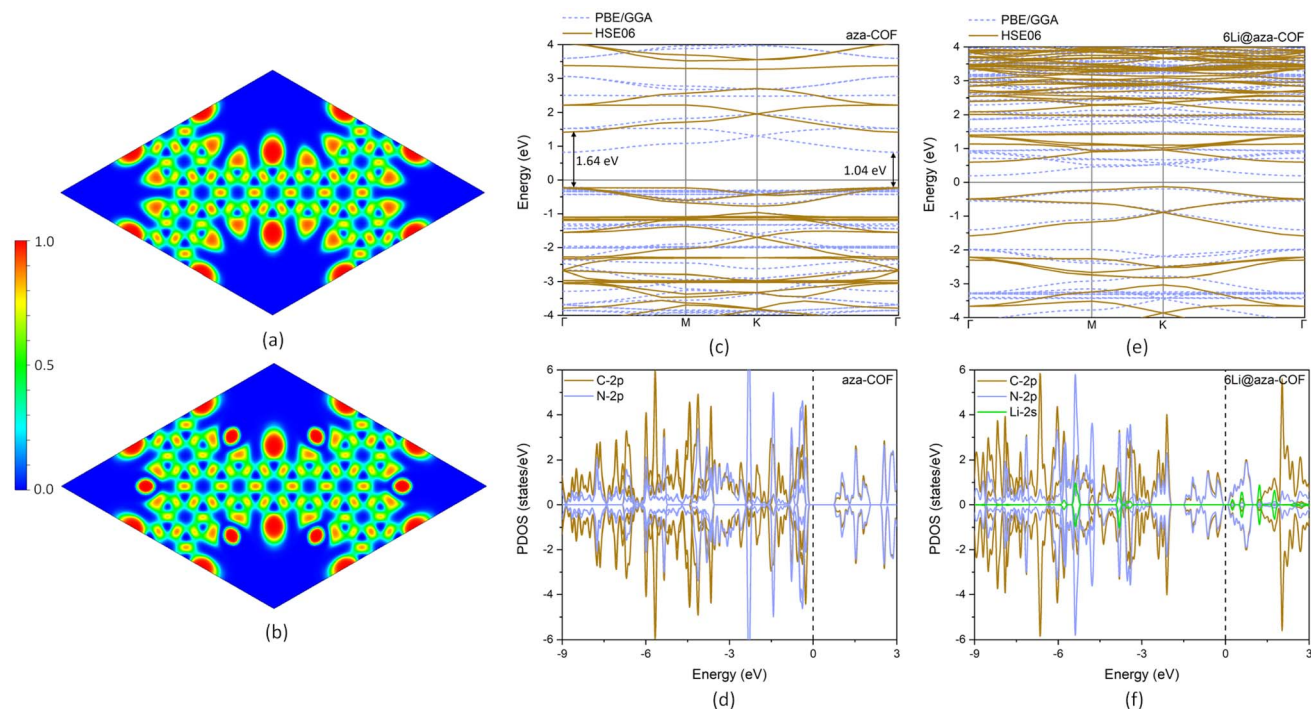 1.0
0.5
0.0
(a)
(b)
PBE/GGA
HSE06
aza-COF
Energy (eV)
4
3
2
1
0
-1
-2
-3
-4
1.64 eV
1.04 eV
Γ M K Γ
(c)
PBE/GGA
HSE06
6Li@aza-COF
Energy (eV)
4
3
2
1
0
-1
-2
-3
-4
Γ M K Γ
(e)
C-2p
N-2p
aza-COF
PDOS (states/eV)
6
4
2
0
-2
-4
-6
-9 -6 -3 0 3
Energy (eV)
(d)
C-2p
N-2p
Li-2s
6Li@aza-COF
PDOS (states/eV)
6
4
2
0
-2
-4
-6
-9 -6 -3 0 3
Energy (eV)
(f)